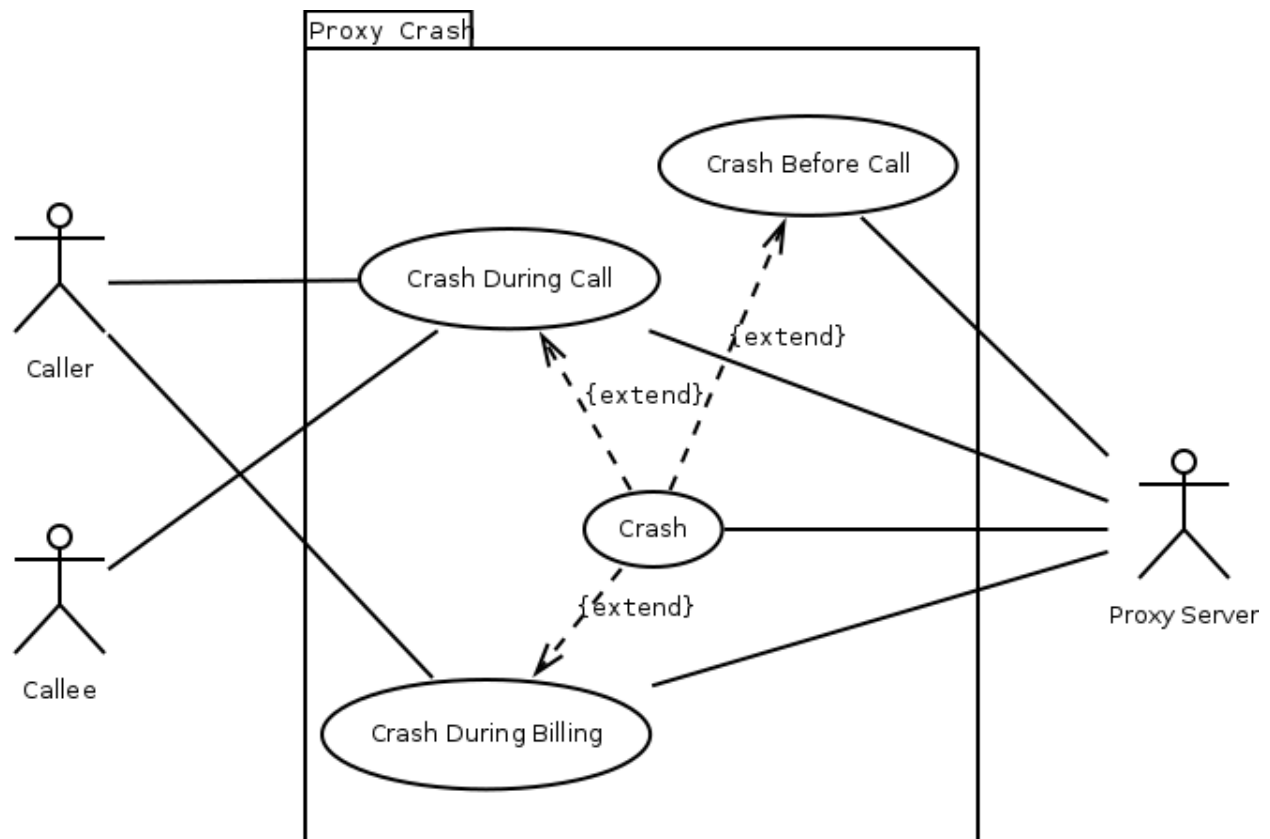 Proxy Crash
Crash Before Call
Crash During Call
{extend}
Caller
{extend}
Crash
{extend}
Proxy Server
Callee
Crash During Billing